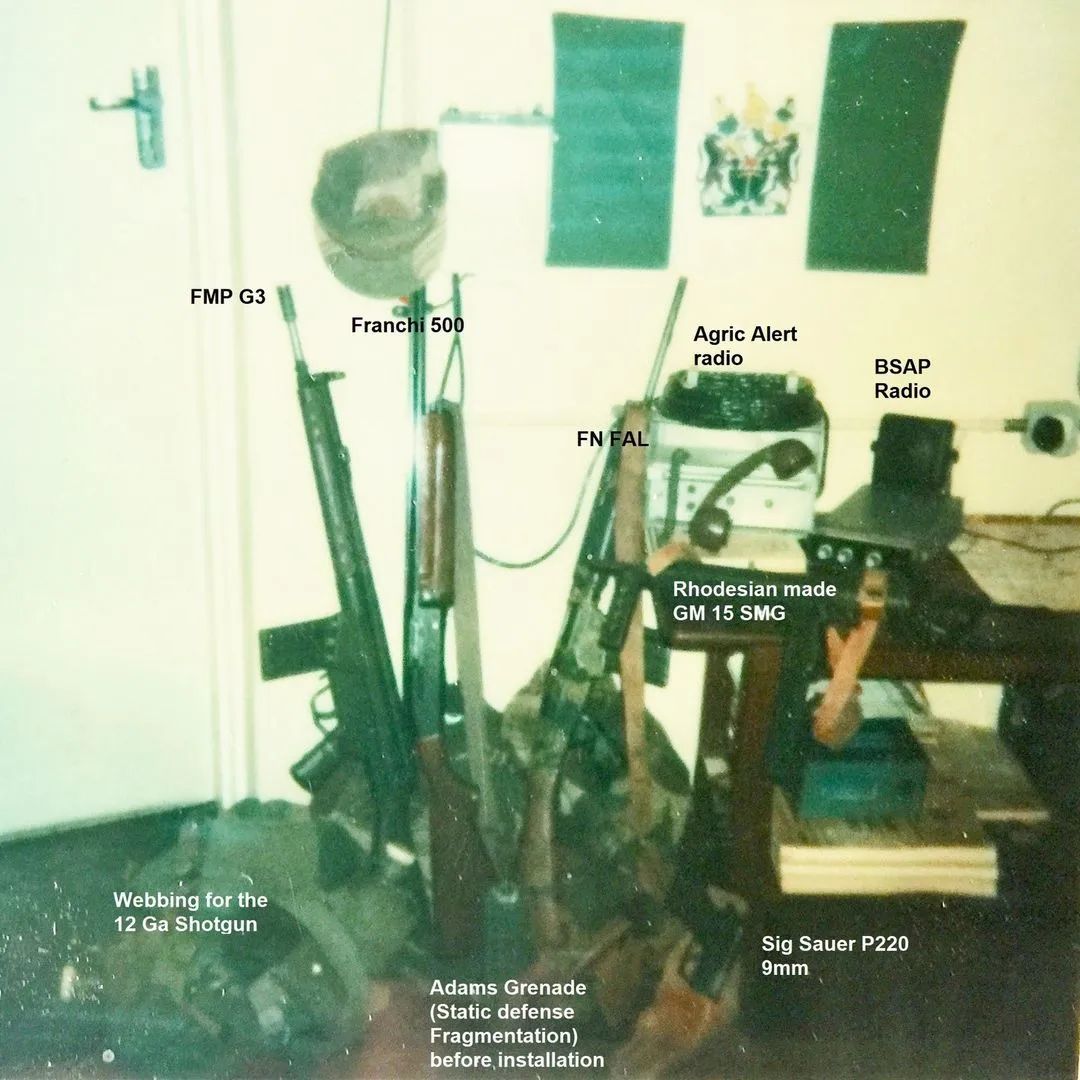 FMP G3
Franchi 500
Agric Alert
radio
BSAP
Radio
FN FAL
Rhodesian made
GM 15 SMG
Webbing for the
12 Ga Shotgun
Sig Sauer P220
9mm
Adams Grenade
(Static defense
Fragmentation)
before installation